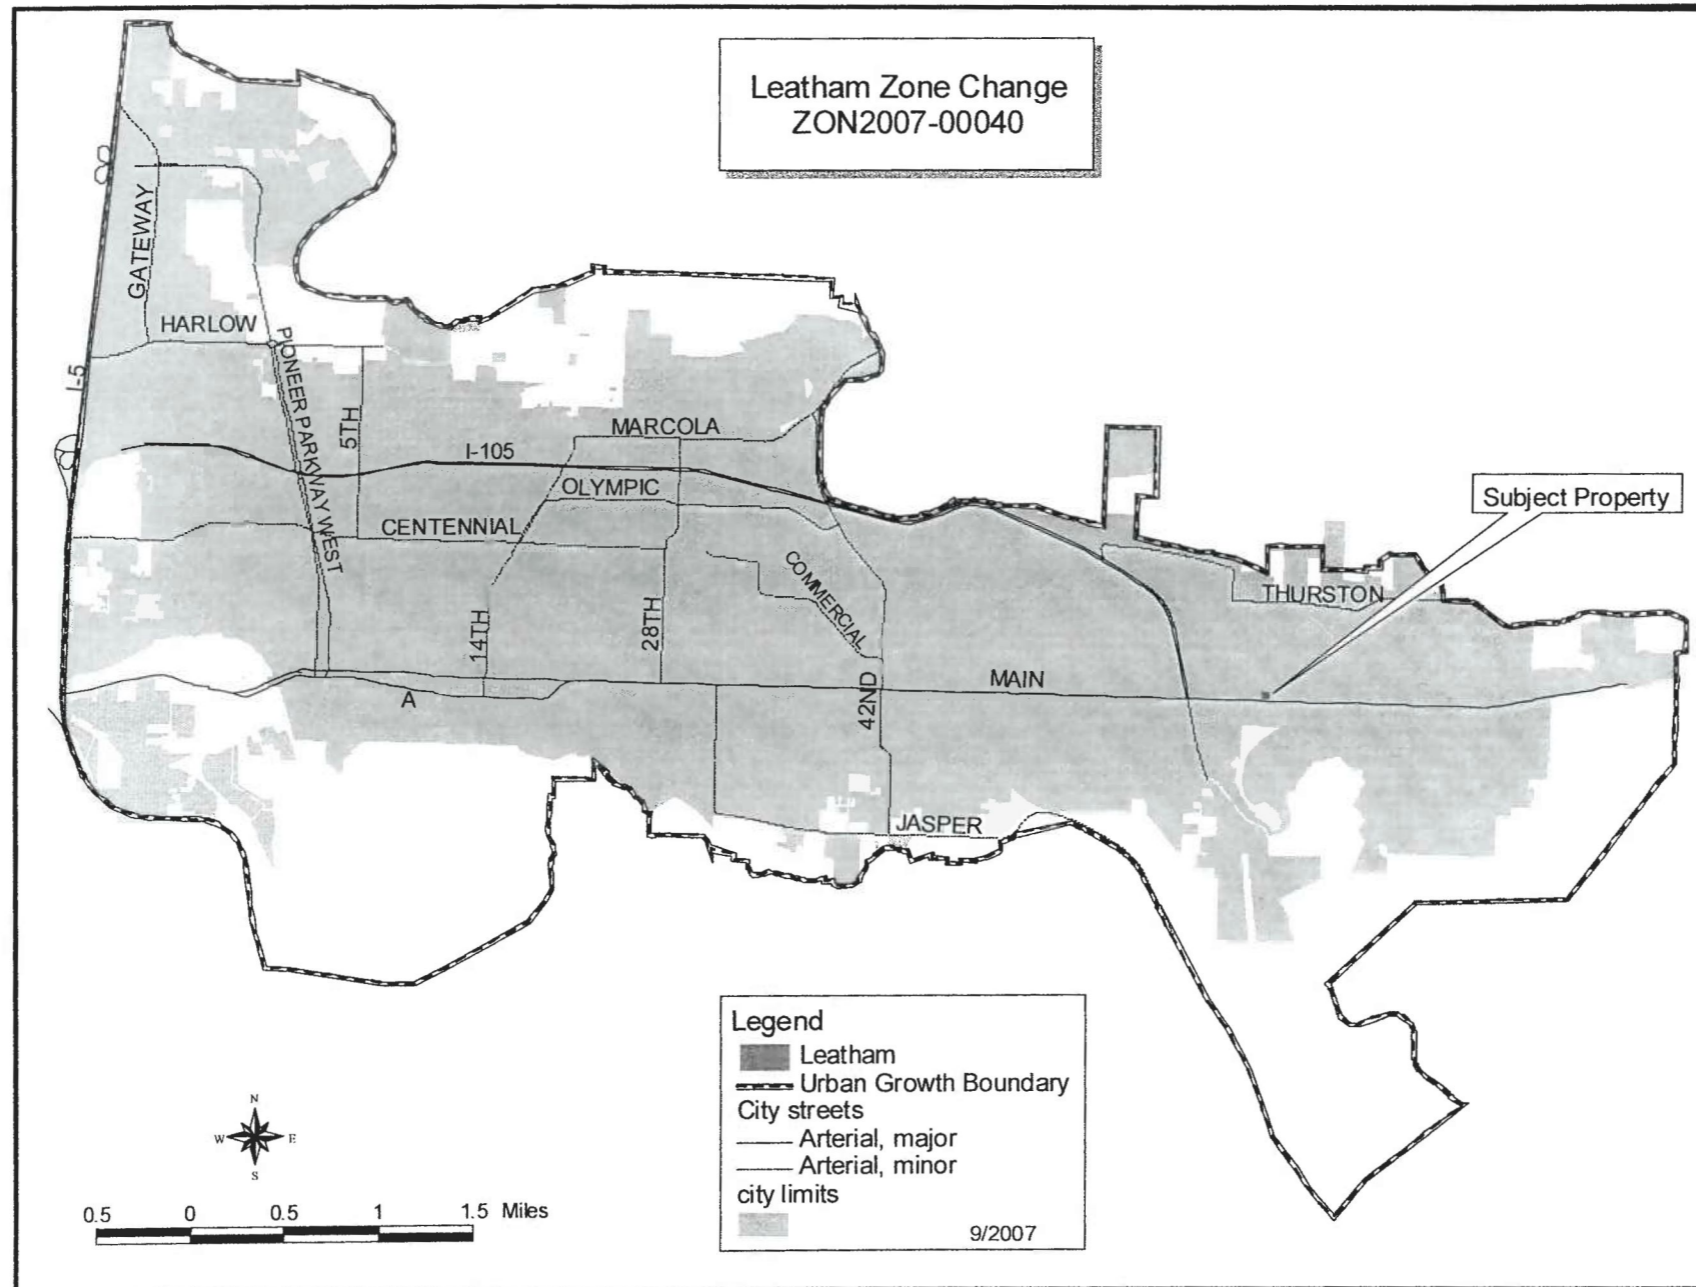 Leatham Zone Change
ZON2007-00040
GATEWAY
HARLOW
I-5
PIONEER PARKWAY WEST
5TH
MARCOLA
I-105
OLYMPIC
CENTENNIAL
Subject Property
COMMERCIAL
THURSTON
14TH
28TH
42ND
MAIN
A
JASPER
Legend
Leatham
Urban Growth Boundary
City streets
Arterial, major
Arterial, minor
city limits
9/2007
N
W E
S
0.5 0 0.5 1 1.5 Miles